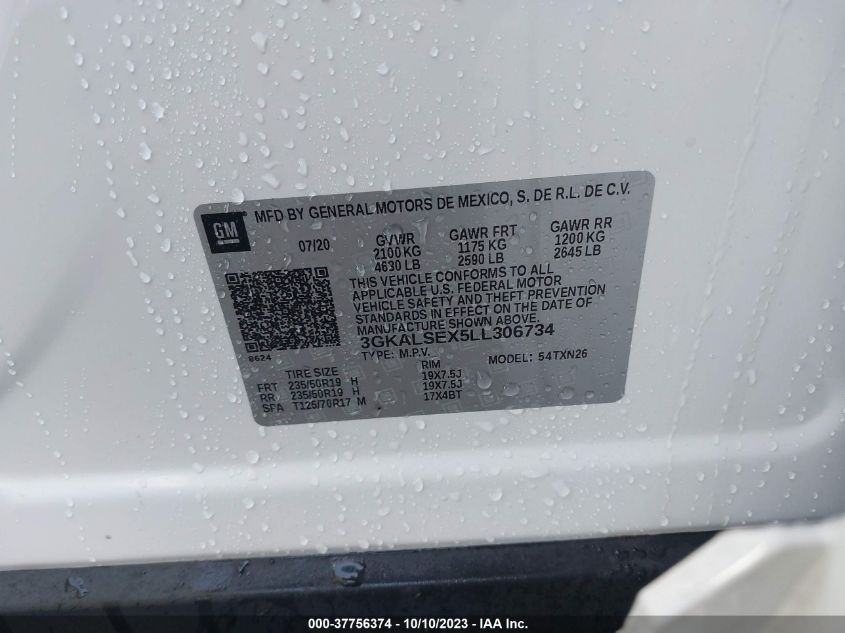 GM
MFD BY GENERAL MOTORS DE MEXICO, S. DE R.L. DE C.V.
07/20 GVWR GAWR FRT GAWR RR
2100 KG 1175 KG 1200 KG
4630 LB 2590 LB 2645 LB
THIS VEHICLE CONFORMS TO ALL
APPLICABLE U.S. FEDERAL MOTOR
VEHICLE SAFETY AND THEFT PREVENTION
STANDARDS IN EFFECT ON THE DATE OF
MANUFACTURE SHOWN ABOVE.
3GKALSEX5LL306734
8624
TYPE: M.P.V. MODEL: 54TXN26
TIRE SIZE RIM
FRT 235/50R19 H 19X7.5J
RR 235/50R19 H 19X7.5J
SFA T125/70R17 M 17X4BT
000-37756374 - 10/10/2023 - IAA Inc.